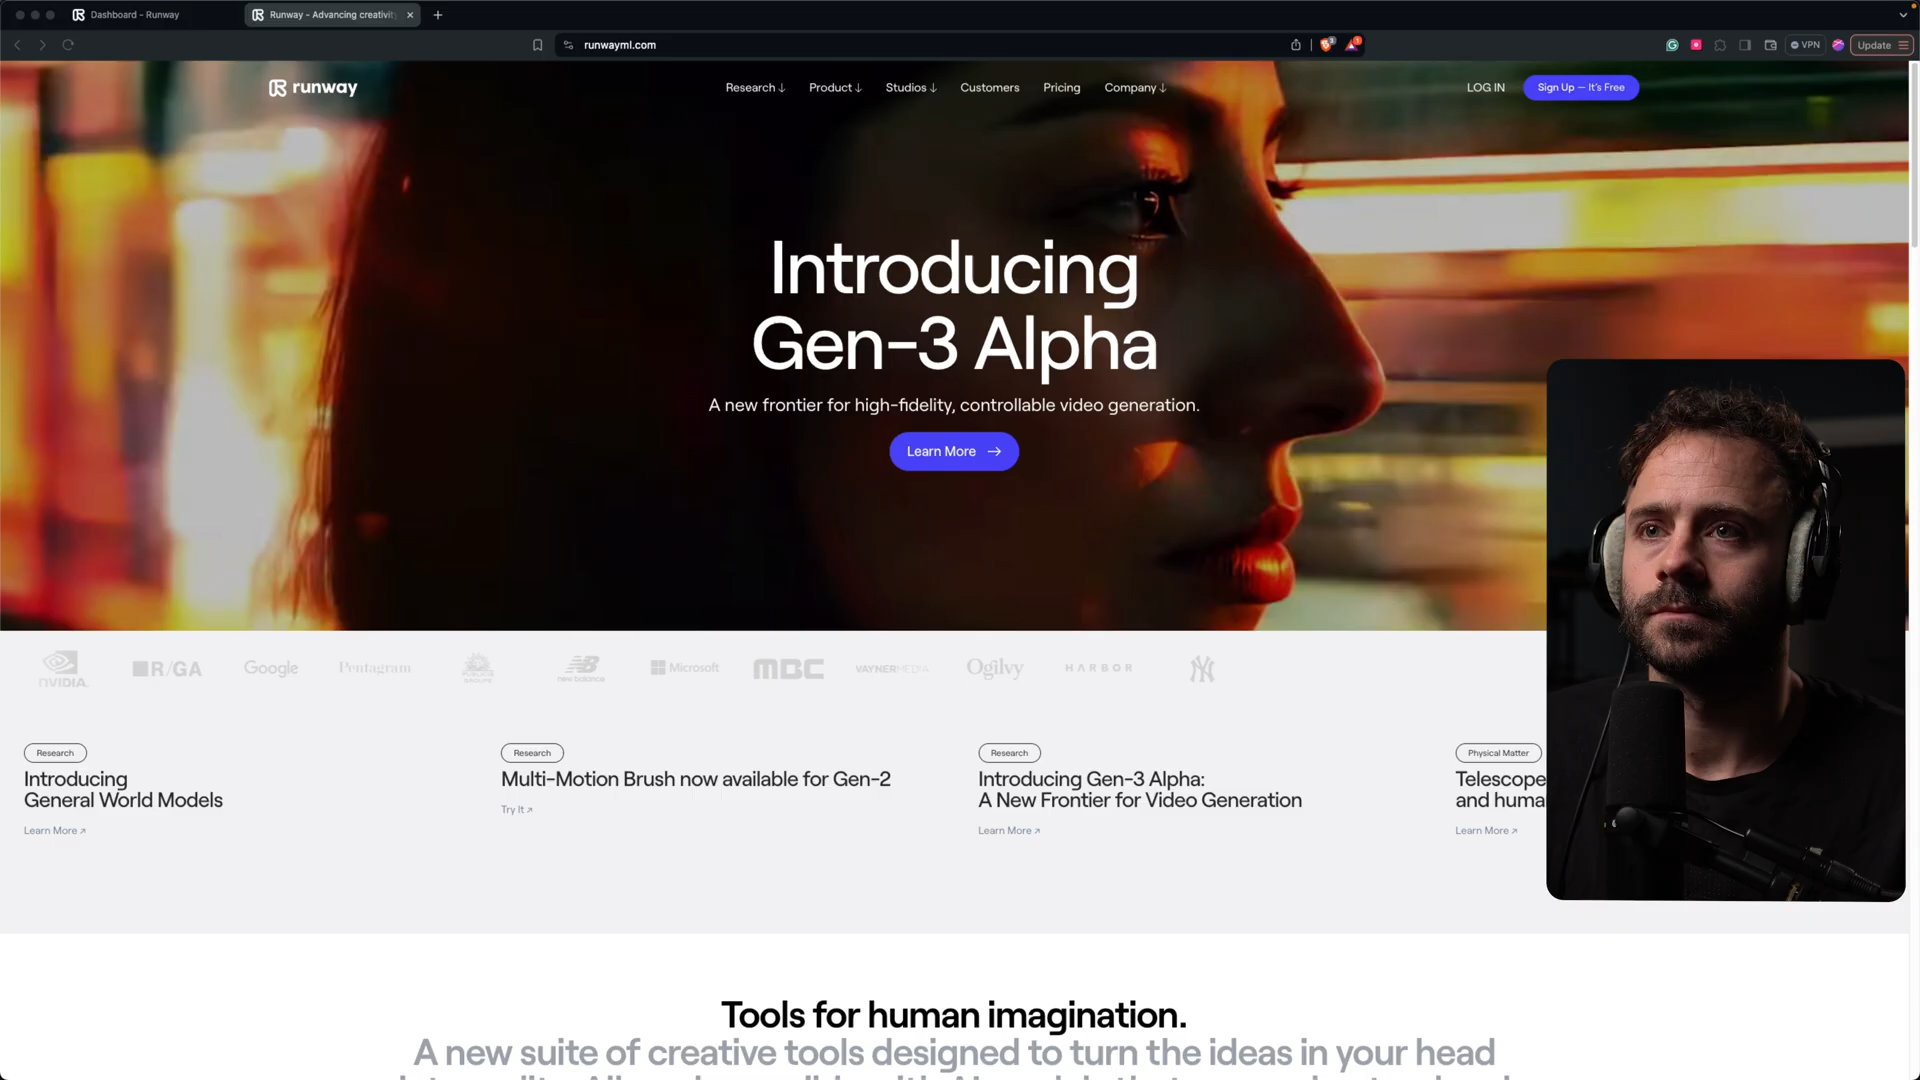 Dashboard - Runway
Runway - Advancing creativity
runwayml.com
VPN
Update
runway
Research ↓
Product ↓
Studios ↓
Customers
Pricing
Company ↓
LOG IN
Sign Up — It's Free
Introducing
Gen-3 Alpha
A new frontier for high-fidelity, controllable video generation.
Learn More →
NVIDIA
R/GA
Google
Pentagram
PUBLICIS GROUPE
new balance
Microsoft
MBC
VAYNERMEDIA
Ogilvy
HARBOR
NY
Research
Introducing
General World Models
Learn More ↗
Research
Multi-Motion Brush now available for Gen-2
Try It ↗
Research
Introducing Gen-3 Alpha:
A New Frontier for Video Generation
Learn More ↗
Physical Matter
Telescope
and huma
Learn More ↗
Tools for human imagination.
A new suite of creative tools designed to turn the ideas in your head